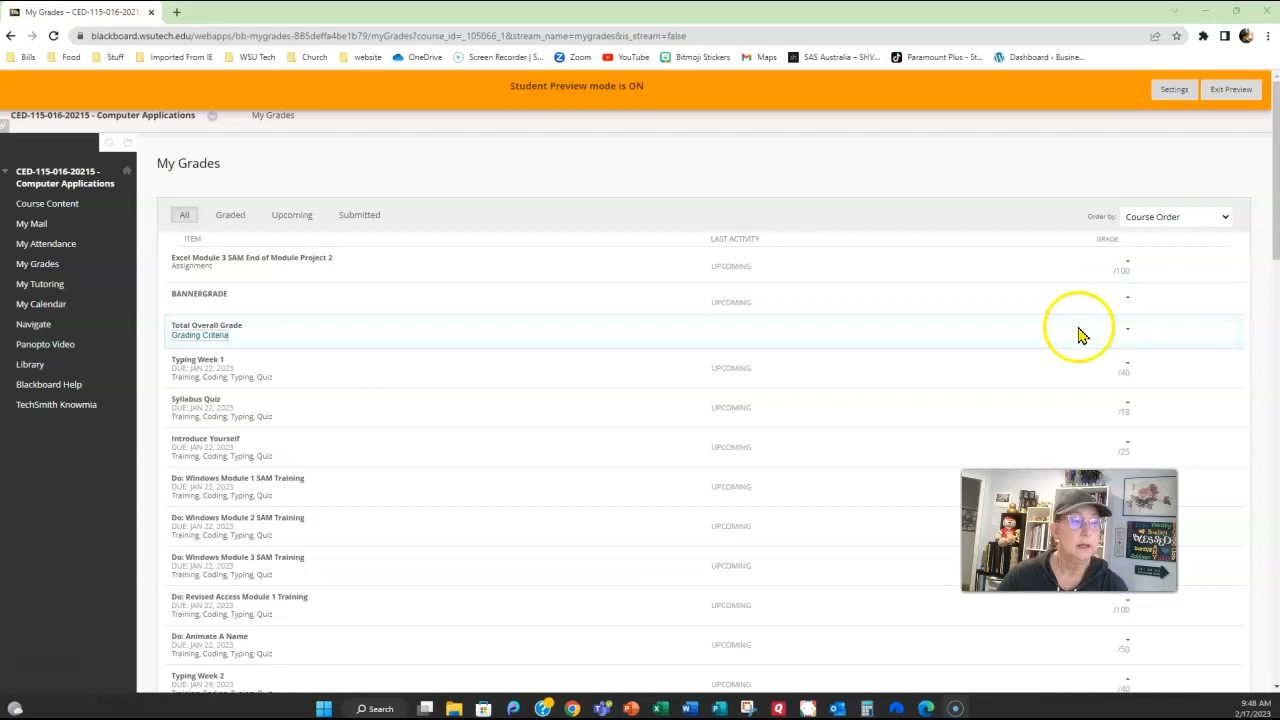 My Grades – CED-115-016-20215 -
blackboard.wsutech.edu/webapps/bb-mygrades-BB5deffa4be1b79/myGrades?course_id=_105066_1&stream_name=mygrades&is_stream=false
Bills Food Stuff Imported From IE WSU Tech Church website OneDrive Screen Recorder | S... Zoom YouTube Bitmoji Stickers Maps SAS Australia – SHV... Paramount Plus - St... Dashboard ‹ Busine...
Student Preview mode is ON
Settings Exit Preview
CED-115-016-20215 - Computer Applications My Grades
CED-115-016-20215 -
Computer Applications
Course Content
My Mail
My Attendance
My Grades
My Tutoring
My Calendar
Navigate
Panopto Video
Library
Blackboard Help
TechSmith Knowmia
My Grades
All Graded Upcoming Submitted
Order by: Course Order
ITEM LAST ACTIVITY GRADE
Excel Module 3 SAM End of Module Project 2 -
Assignment UPCOMING /100
BANNERGRADE -
UPCOMING
Total Overall Grade -
Grading Criteria
Typing Week 1 -
DUE: JAN 22, 2023 UPCOMING /40
Training, Coding, Typing, Quiz
Syllabus Quiz -
DUE: JAN 22, 2023 UPCOMING /18
Training, Coding, Typing, Quiz
Introduce Yourself -
DUE: JAN 22, 2023 UPCOMING /25
Training, Coding, Typing, Quiz
Do: Windows Module 1 SAM Training
DUE: JAN 22, 2023 UPCOMING
Training, Coding, Typing, Quiz
Do: Windows Module 2 SAM Training
DUE: JAN 22, 2023 UPCOMING
Training, Coding, Typing, Quiz
Do: Windows Module 3 SAM Training
DUE: JAN 22, 2023 UPCOMING
Training, Coding, Typing, Quiz
Do: Revised Access Module 1 Training -
DUE: JAN 22, 2023 UPCOMING /100
Training, Coding, Typing, Quiz
Do: Animate A Name -
DUE: JAN 22, 2023 UPCOMING /50
Training, Coding, Typing, Quiz
Typing Week 2 -
DUE: JAN 29, 2023 UPCOMING /40
Training, Coding, Typing, Quiz
BLESSED
Search
9:48 AM
2/17/2023